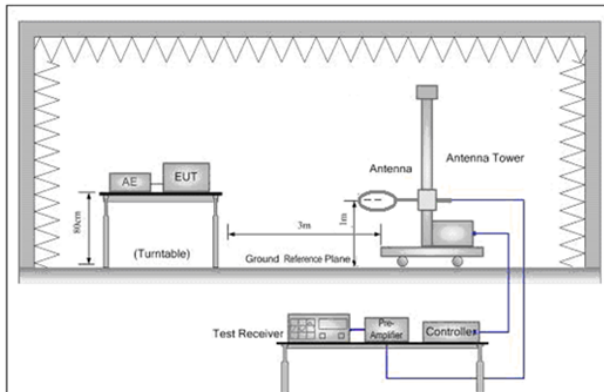 Antenna Tower
Antenna
EUT
AE
80cm
(Turntable)
3m
1m
Ground Reference Plane
Test Receiver
Pre-
Amplifier
Controller